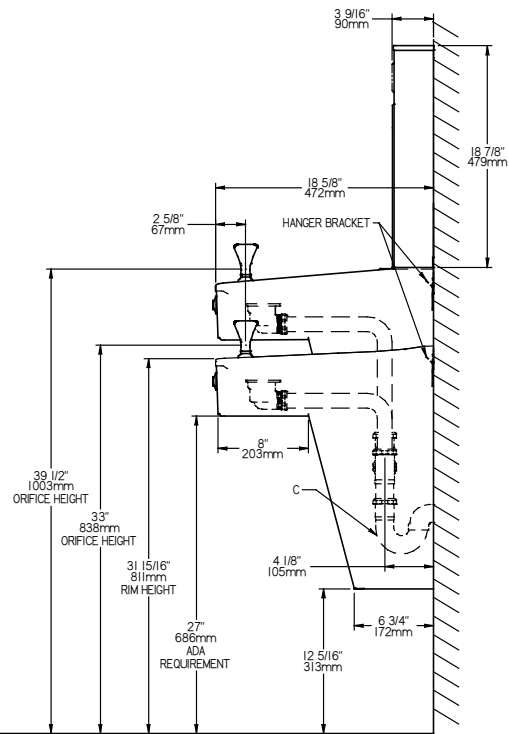 3 9/16"
90mm
18 7/8"
479mm
18 5/8"
472mm
2 5/8"
67mm
HANGER BRACKET
8"
203mm
39 1/2"
1003mm
ORIFICE HEIGHT
33"
838mm
ORIFICE HEIGHT
C
31 15/16"
811mm
RIM HEIGHT
4 1/8"
105mm
27"
686mm
ADA
REQUIREMENT
6 3/4"
172mm
12 5/16"
313mm